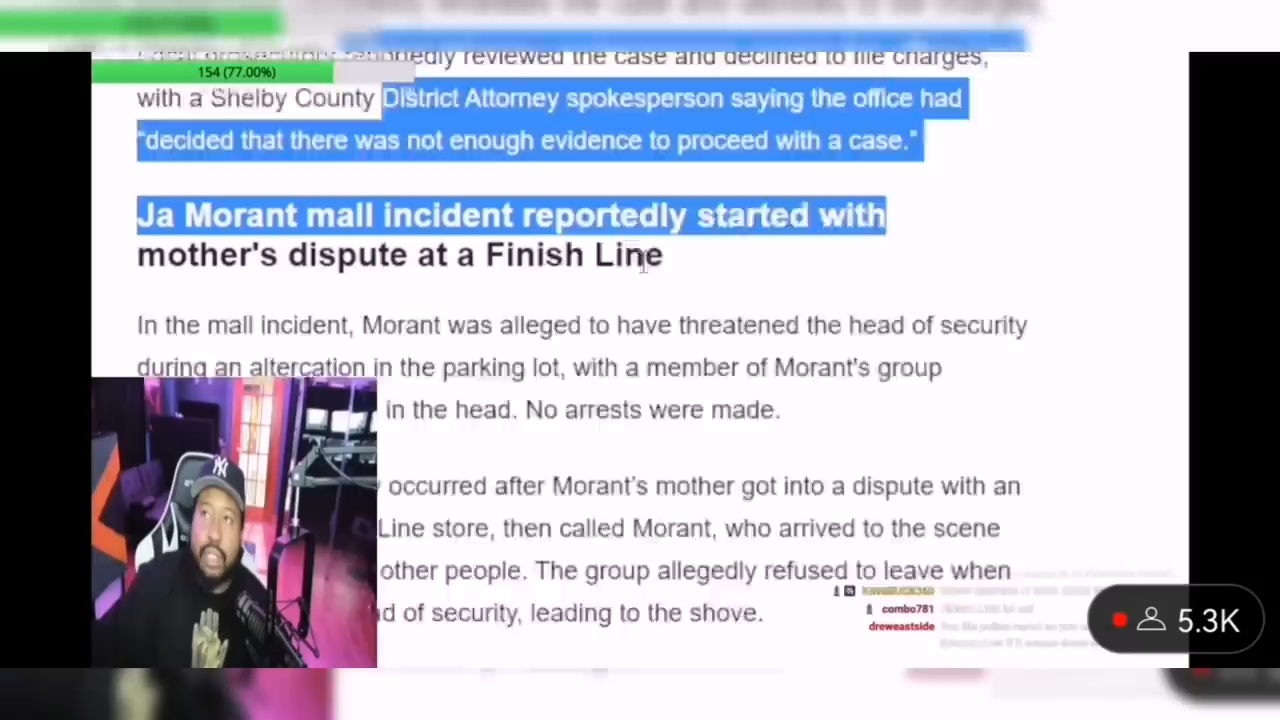 reviewed the case and declined to file charges,
154 (77.00%)
with a Shelby County District Attorney spokesperson saying the office had
“decided that there was not enough evidence to proceed with a case.”
Ja Morant mall incident reportedly started with
mother's dispute at a Finish Line
In the mall incident, Morant was alleged to have threatened the head of security
during an altercation in the parking lot, with a member of Morant's group
in the head. No arrests were made.
occurred after Morant's mother got into a dispute with an
Line store, then called Morant, who arrived to the scene
other people. The group allegedly refused to leave when
of security, leading to the shove.
combo781
dreweastside
5.3K